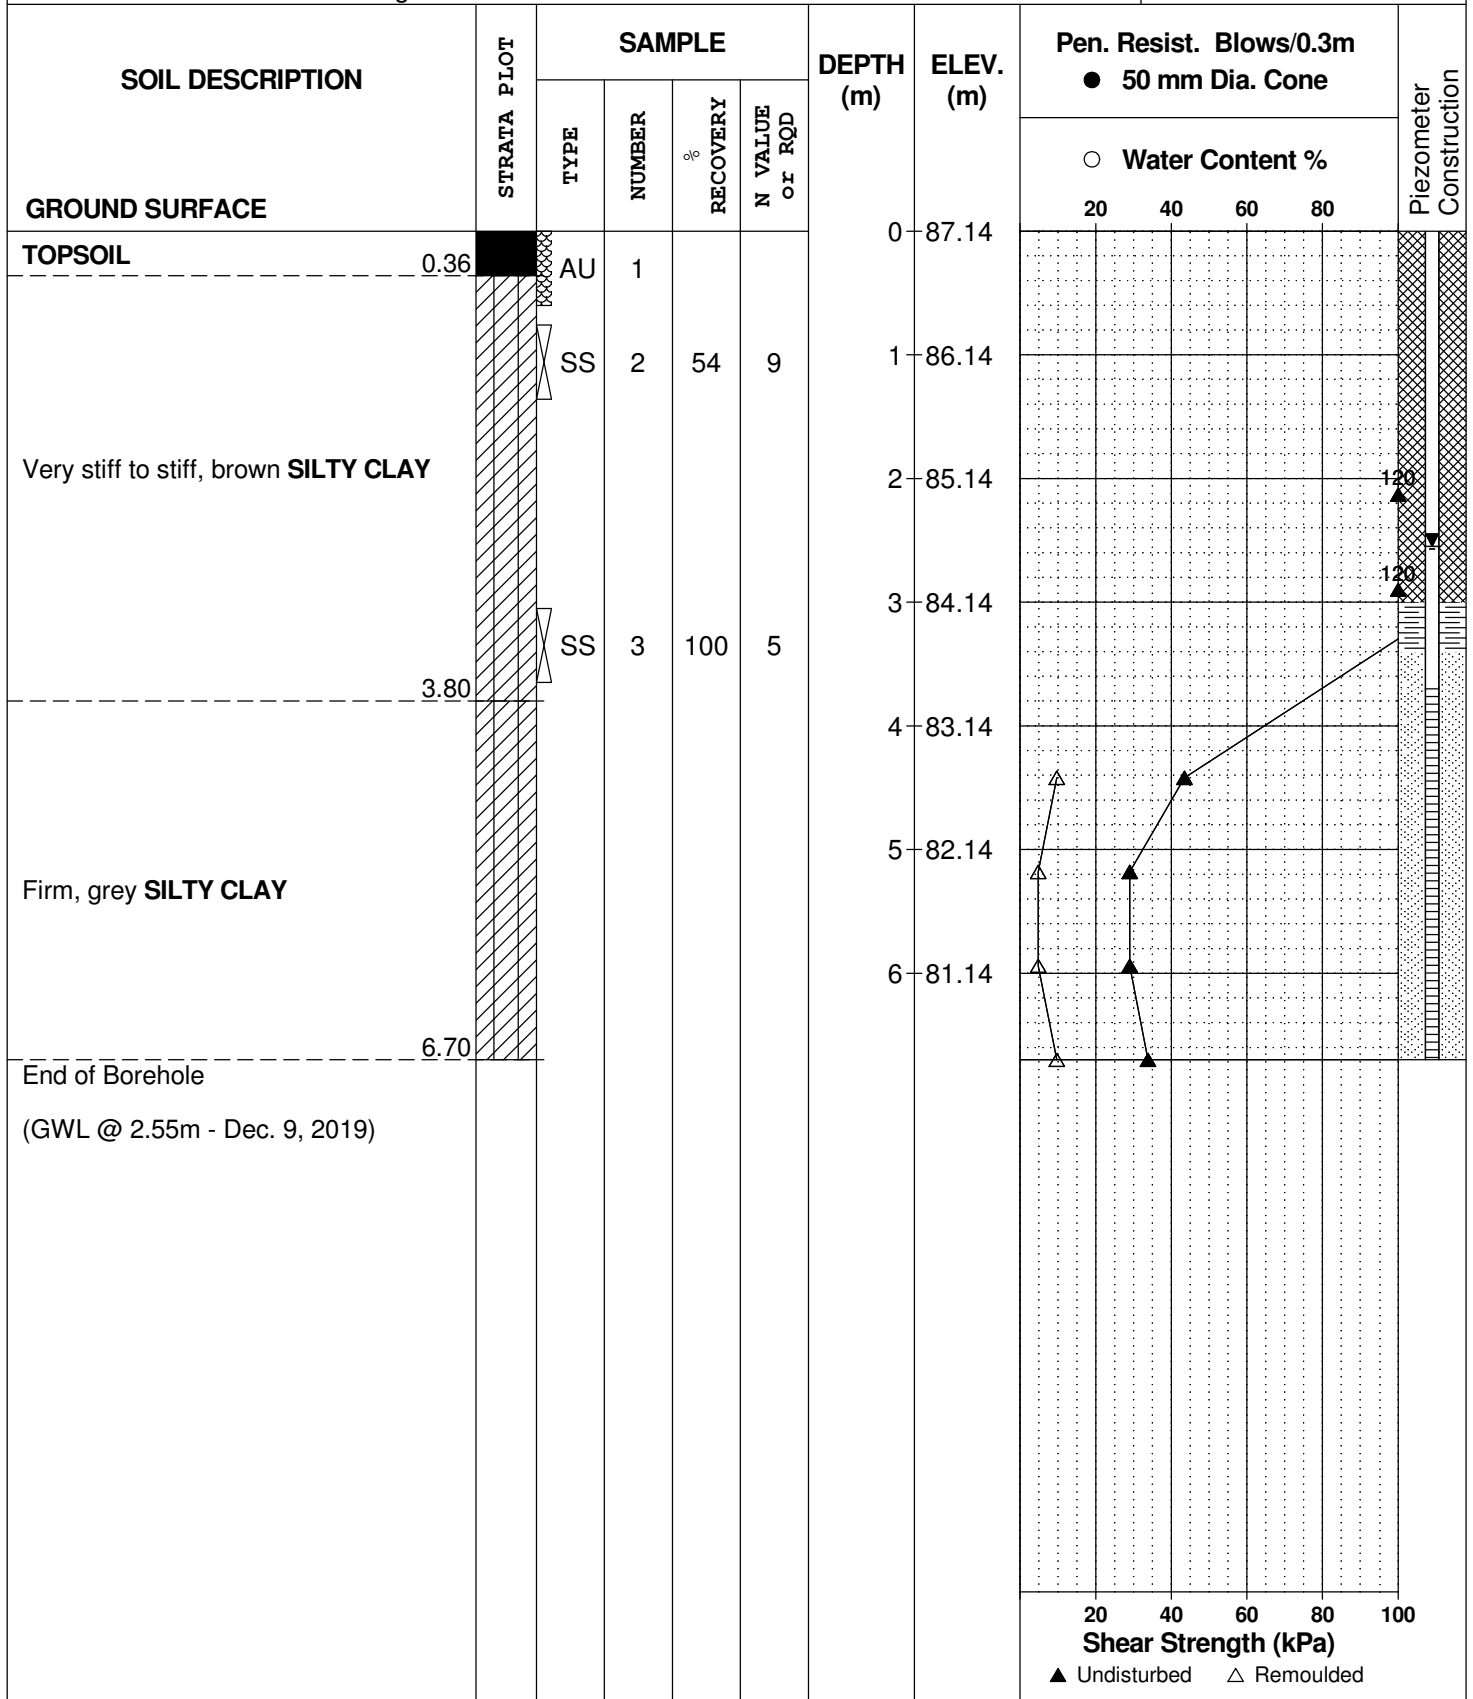 SOIL DESCRIPTION
GROUND SURFACE
STRATA PLOT
SAMPLE
TYPE
NUMBER
% RECOVERY
N VALUE or RQD
DEPTH (m)
ELEV. (m)
Pen. Resist. Blows/0.3m
● 50 mm Dia. Cone
○ Water Content %
20 40 60 80
Piezometer Construction
0 87.14
TOPSOIL
0.36
AU 1
SS 2 54 9
1 86.14
Very stiff to stiff, brown SILTY CLAY
2 85.14
120
120
3 84.14
SS 3 100 5
3.80
4 83.14
5 82.14
Firm, grey SILTY CLAY
6 81.14
6.70
End of Borehole
(GWL @ 2.55m - Dec. 9, 2019)
20 40 60 80 100
Shear Strength (kPa)
▲ Undisturbed △ Remoulded